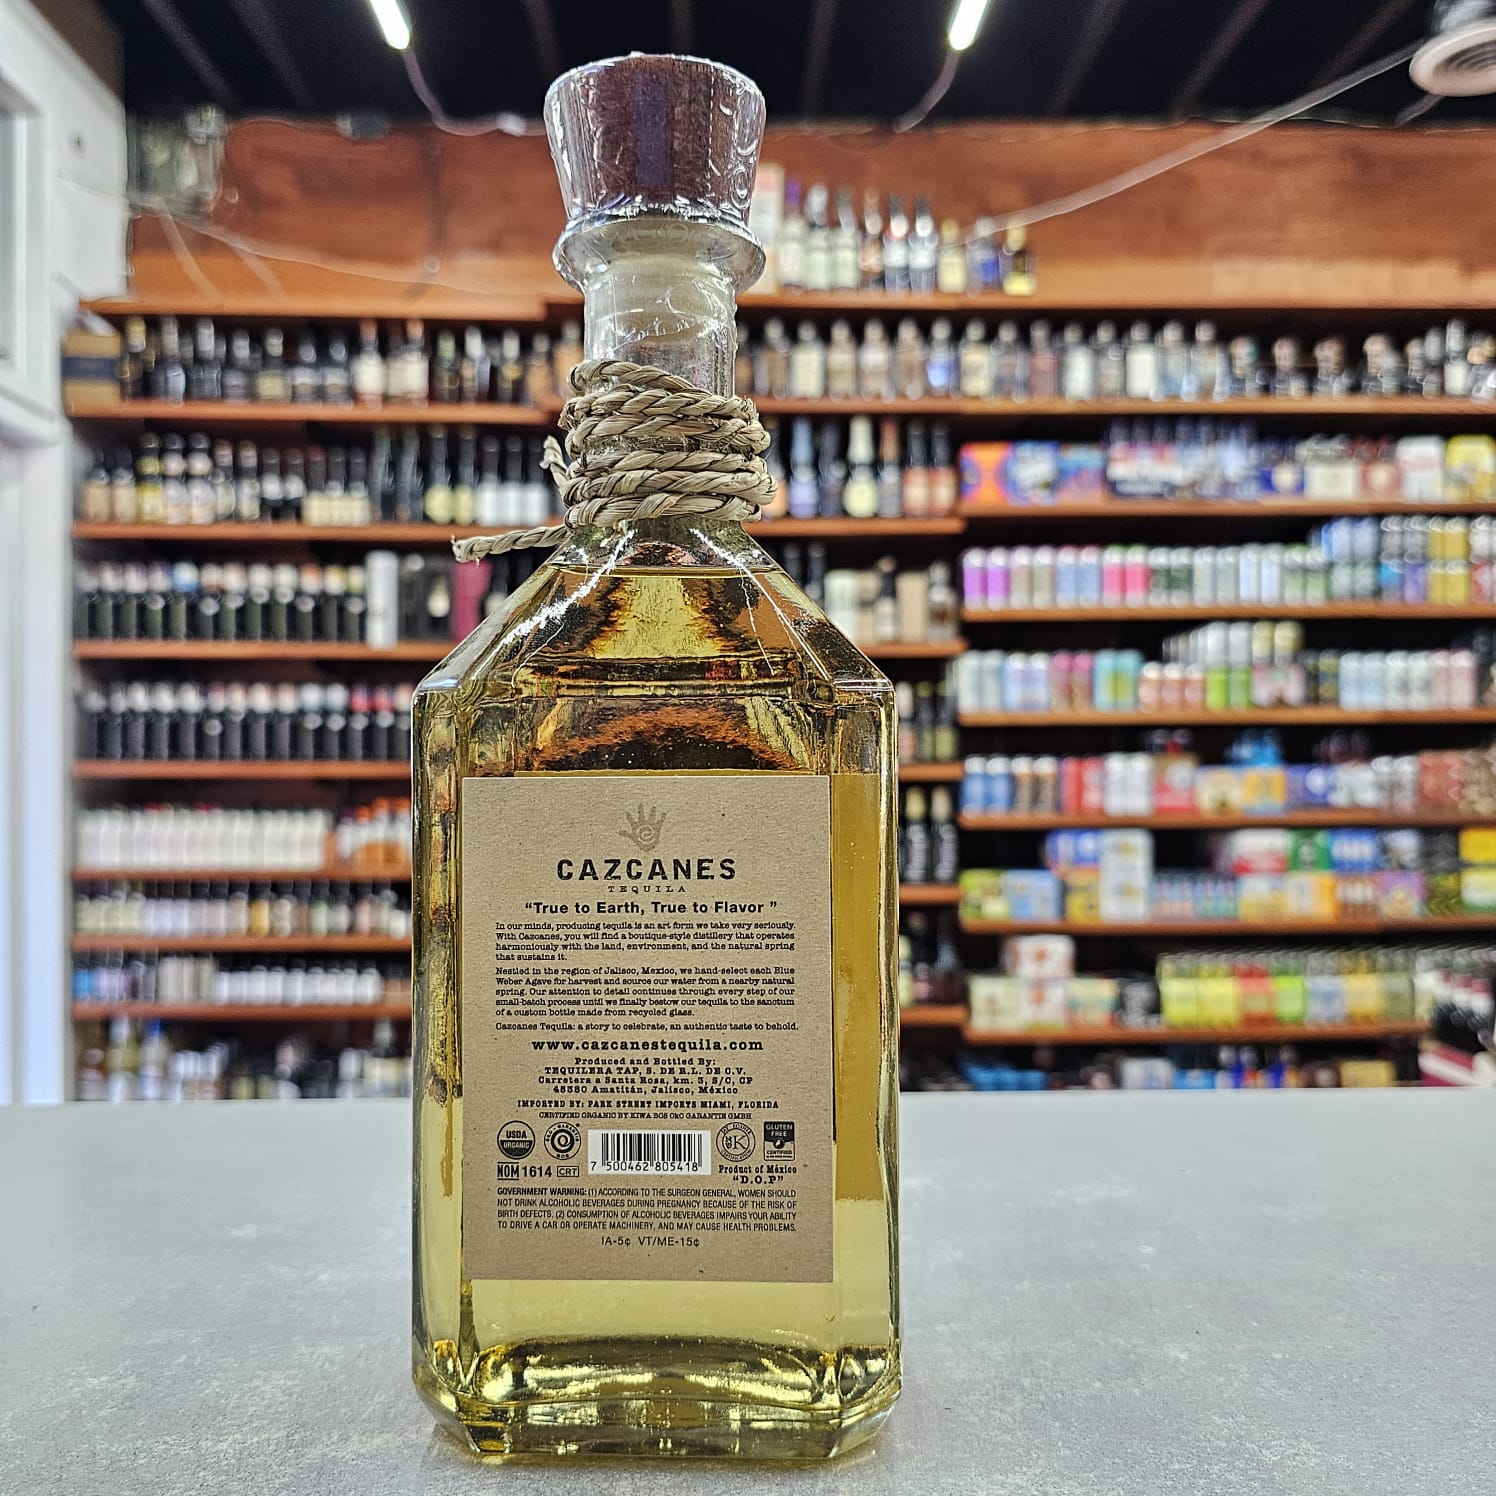 CAZCANES
TEQUILA
“True to Earth, True to Flavor ”
In our minds, producing tequila is an art form we take very seriously.
With Cazcanes, you will find a boutique-style distillery that operates
harmoniously with the land, environment, and the natural spring
that sustains it.
Nestled in the region of Jalisco, Mexico, we hand-select each Blue
Weber Agave for harvest and source our water from a nearby natural
spring. Our attention to detail continues through every step of our
small-batch process until we finally bestow our tequila to the sanctum
of a custom bottle made from recycled glass.
Cazcanes Tequila: a story to celebrate, an authentic taste to behold.
www.cazcanestequila.com
Produced and Bottled By:
TEQUILERA TAP, S. DE R.L. DE C.V.
Carretera a Santa Rosa, km. 3, S/C, CP
45380 Amatitán, Jalisco, México
IMPORTED BY: PARK STREET IMPORTS MIAMI, FLORIDA
CERTIFIED ORGANIC BY KIWA BCS OKO GARANTIE GMBH
USDA
ORGANIC
BCS
K
GLUTEN
FREE
CERTIFIED
NOM 1614 CRT
7 500462 805418
Product of México
“D.O.P”
GOVERNMENT WARNING: (1) ACCORDING TO THE SURGEON GENERAL, WOMEN SHOULD
NOT DRINK ALCOHOLIC BEVERAGES DURING PREGNANCY BECAUSE OF THE RISK OF
BIRTH DEFECTS. (2) CONSUMPTION OF ALCOHOLIC BEVERAGES IMPAIRS YOUR ABILITY
TO DRIVE A CAR OR OPERATE MACHINERY, AND MAY CAUSE HEALTH PROBLEMS.
IA-5¢ VT/ME-15¢